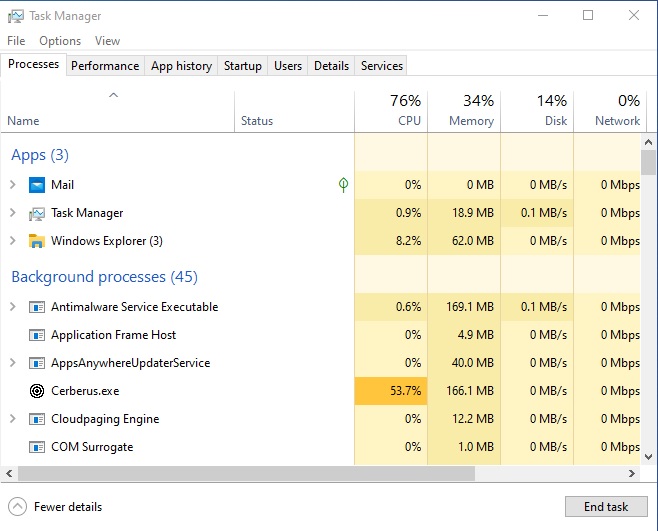 Task Manager
File Options View
Processes Performance App history Startup Users Details Services
76% 34% 14% 0%
Name Status CPU Memory Disk Network
Apps (3)
Mail 0% 0 MB 0 MB/s 0 Mbps
Task Manager 0.9% 18.9 MB 0.1 MB/s 0 Mbps
Windows Explorer (3) 8.2% 62.0 MB 0 MB/s 0 Mbps
Background processes (45)
Antimalware Service Executable 0.6% 169.1 MB 0.1 MB/s 0 Mbps
Application Frame Host 0% 4.9 MB 0 MB/s 0 Mbps
AppsAnywhereUpdaterService 0% 40.0 MB 0 MB/s 0 Mbps
Cerberus.exe 53.7% 166.1 MB 0 MB/s 0 Mbps
Cloudpaging Engine 0% 12.2 MB 0 MB/s 0 Mbps
COM Surrogate 0% 1.0 MB 0 MB/s 0 Mbps
Fewer details End task